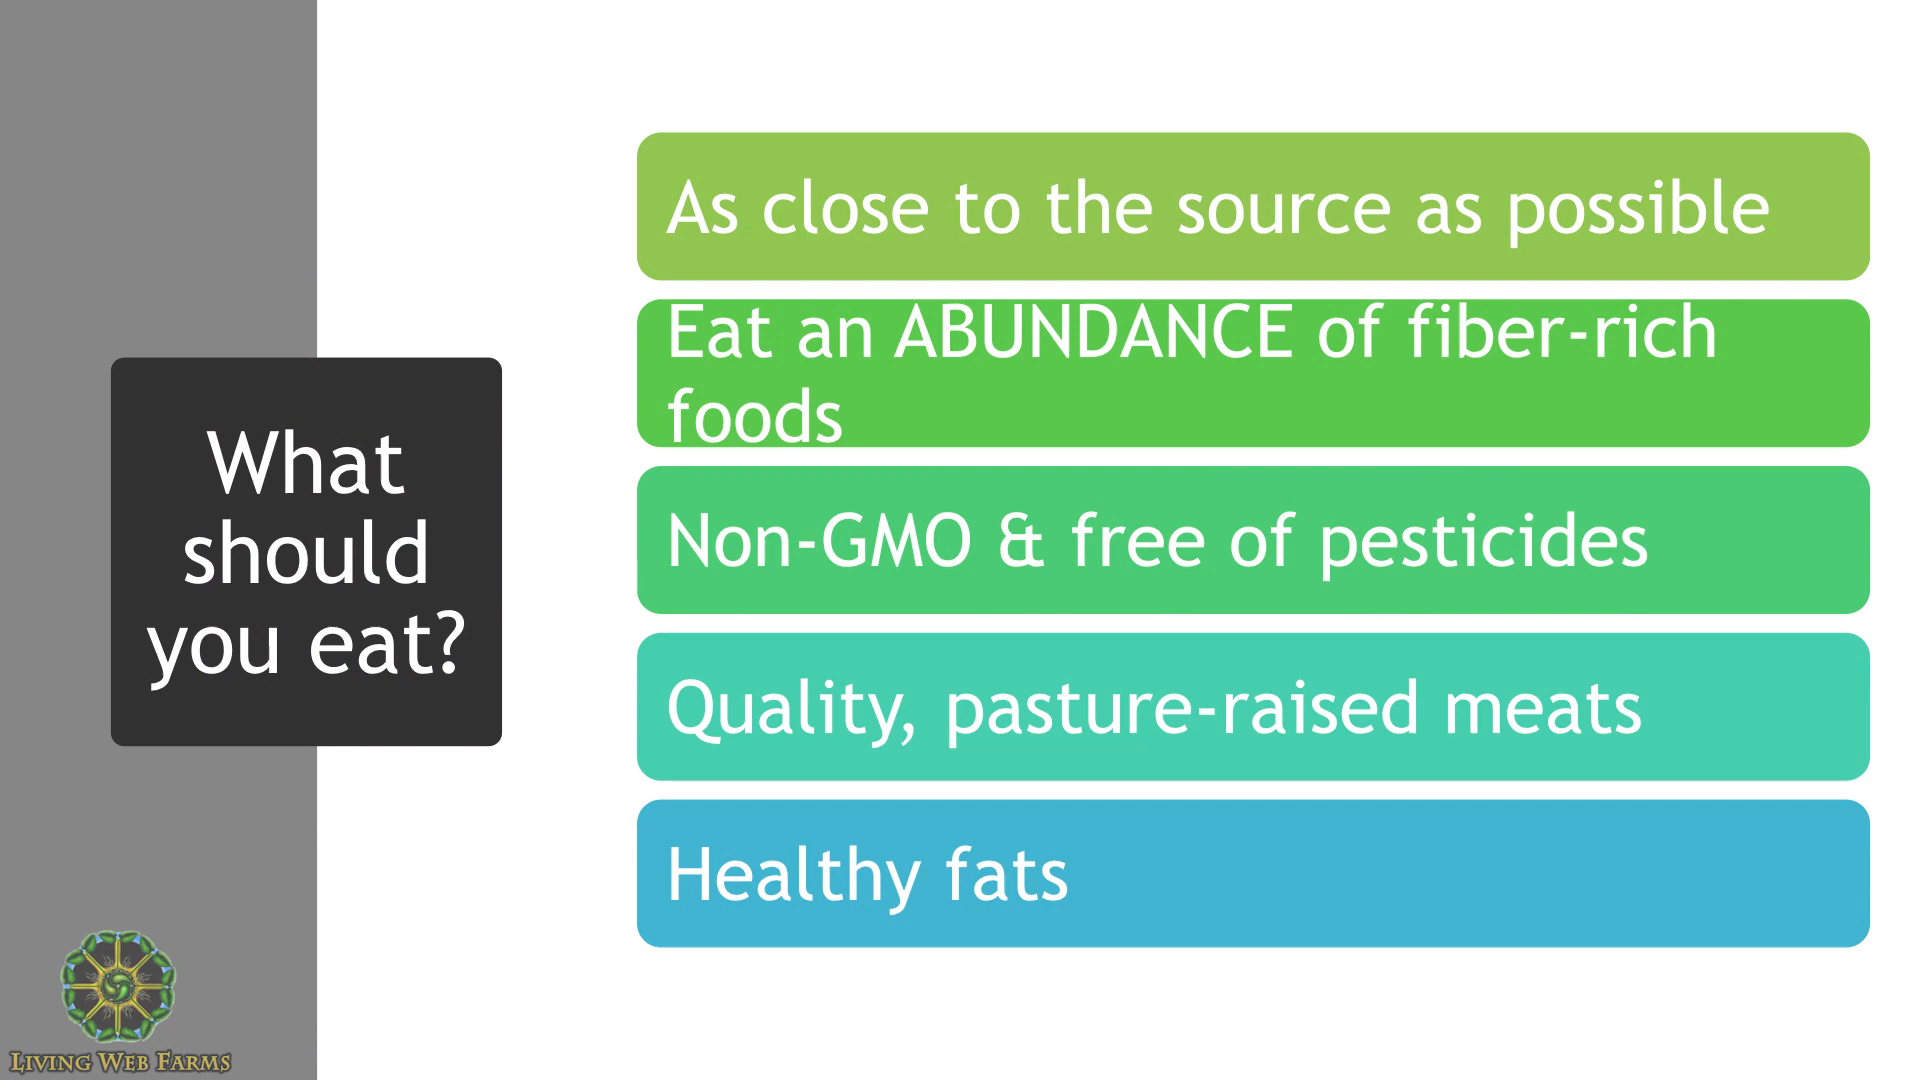 What
should
you eat?
As close to the source as possible
Eat an ABUNDANCE of fiber-rich
foods
Non-GMO & free of pesticides
Quality, pasture-raised meats
Healthy fats
LIVING WEB FARMS